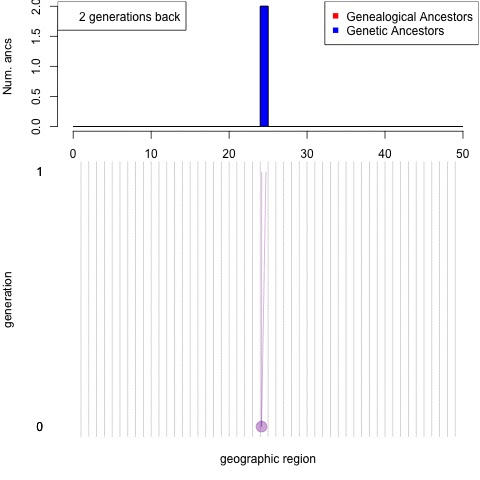 2 generations back
Genealogical Ancestors
Genetic Ancestors
Num. ancs
0.0 0.5 1.0 1.5 2.0
0 10 20 30 40 50
1
generation
0
geographic region